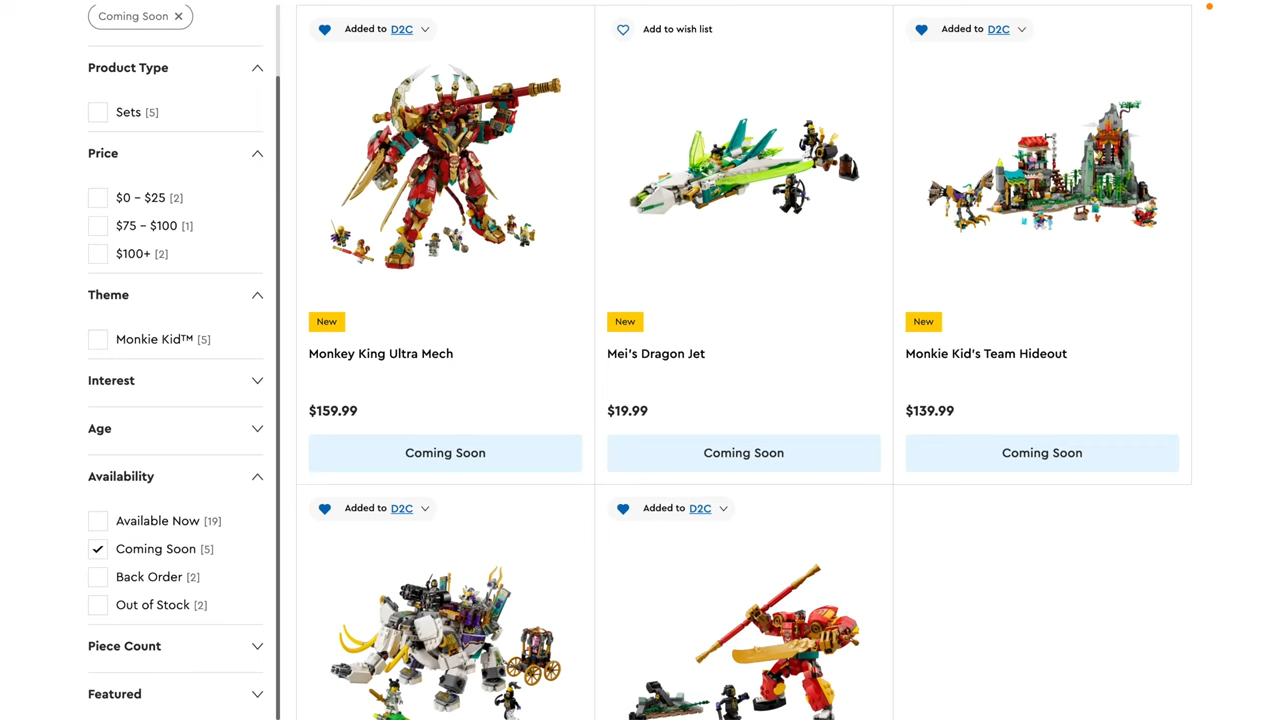 Coming Soon
Product Type
Sets [5]
Price
$0 – $25 [2]
$75 – $100 [1]
$100+ [2]
Theme
Monkie Kid™ [5]
Interest
Age
Availability
Available Now [19]
Coming Soon [5]
Back Order [2]
Out of Stock [2]
Piece Count
Featured
Added to D2C
New
Monkey King Ultra Mech
$159.99
Coming Soon
Add to wish list
New
Mei's Dragon Jet
$19.99
Coming Soon
Added to D2C
New
Monkie Kid's Team Hideout
$139.99
Coming Soon
Added to D2C
Added to D2C